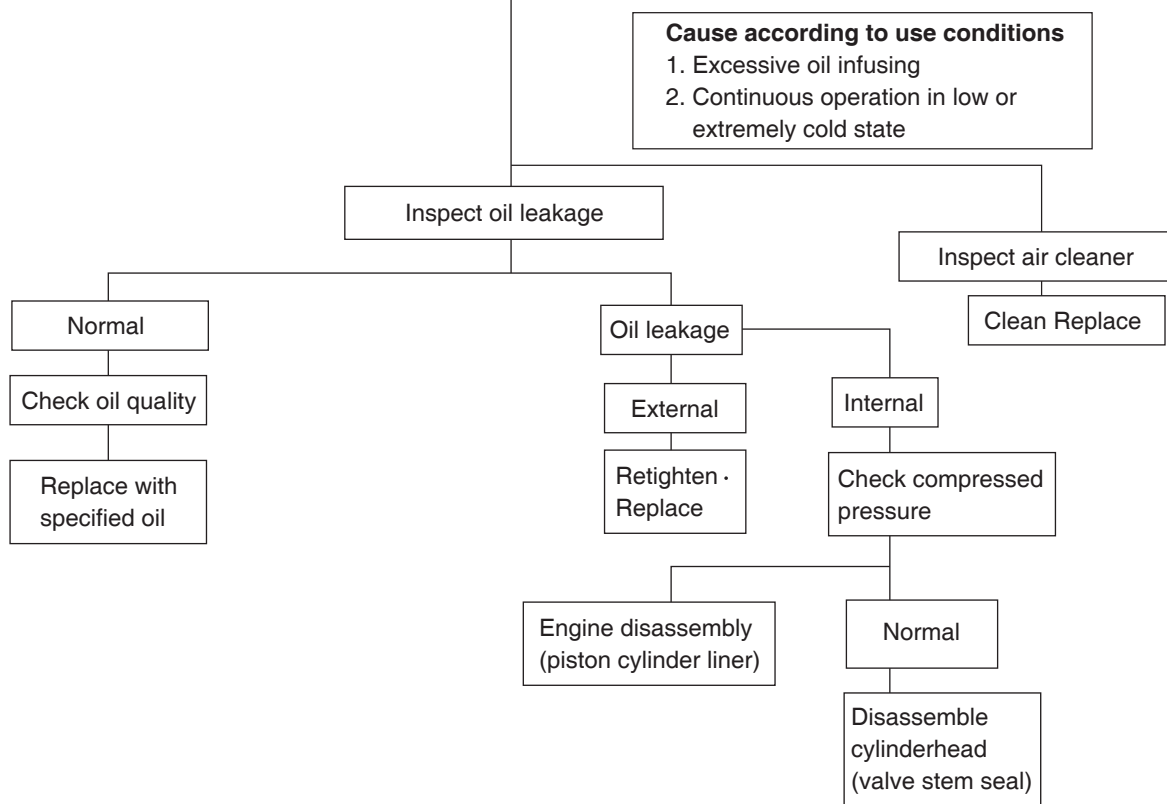 Cause according to use conditions
1. Excessive oil infusing
2. Continuous operation in low or
extremely cold state
Inspect oil leakage
Inspect air cleaner
Clean Replace
Normal
Oil leakage
Check oil quality
External
Internal
Replace with
specified oil
Retighten ·
Replace
Check compressed
pressure
Engine disassembly
(piston cylinder liner)
Normal
Disassemble
cylinderhead
(valve stem seal)